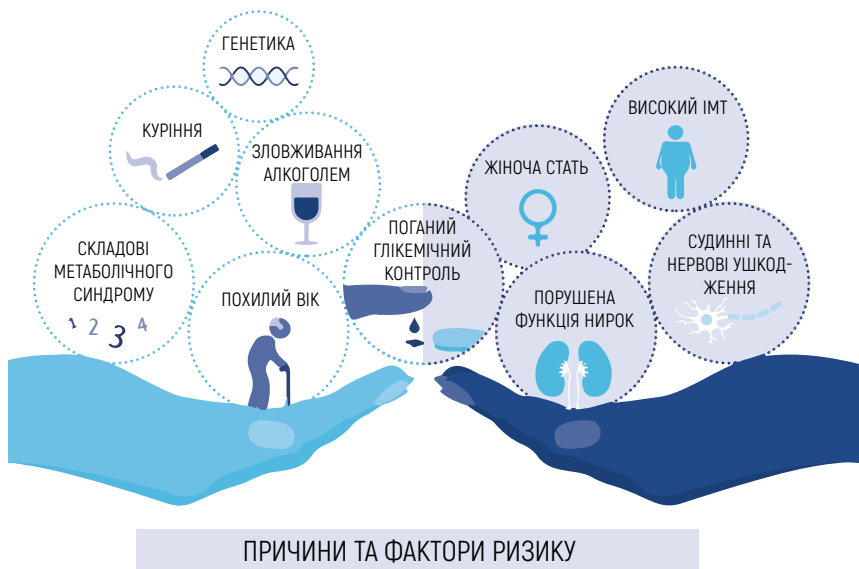 ГЕНЕТИКА
КУРІННЯ
ЗЛОВЖИВАННЯ
АЛКОГОЛЕМ
СКЛАДОВІ
МЕТАБОЛІЧНОГО
СИНДРОМУ
1 2 3 4
ПОХИЛИЙ ВІК
ПОГАНИЙ
ГЛІКЕМІЧНИЙ
КОНТРОЛЬ
ЖІНОЧА СТАТЬ
ВИСОКИЙ ІМТ
ПОРУШЕНА
ФУНКЦІЯ НИРОК
СУДИННІ ТА
НЕРВОВІ УШКОД-
ЖЕННЯ
ПРИЧИНИ ТА ФАКТОРИ РИЗИКУ